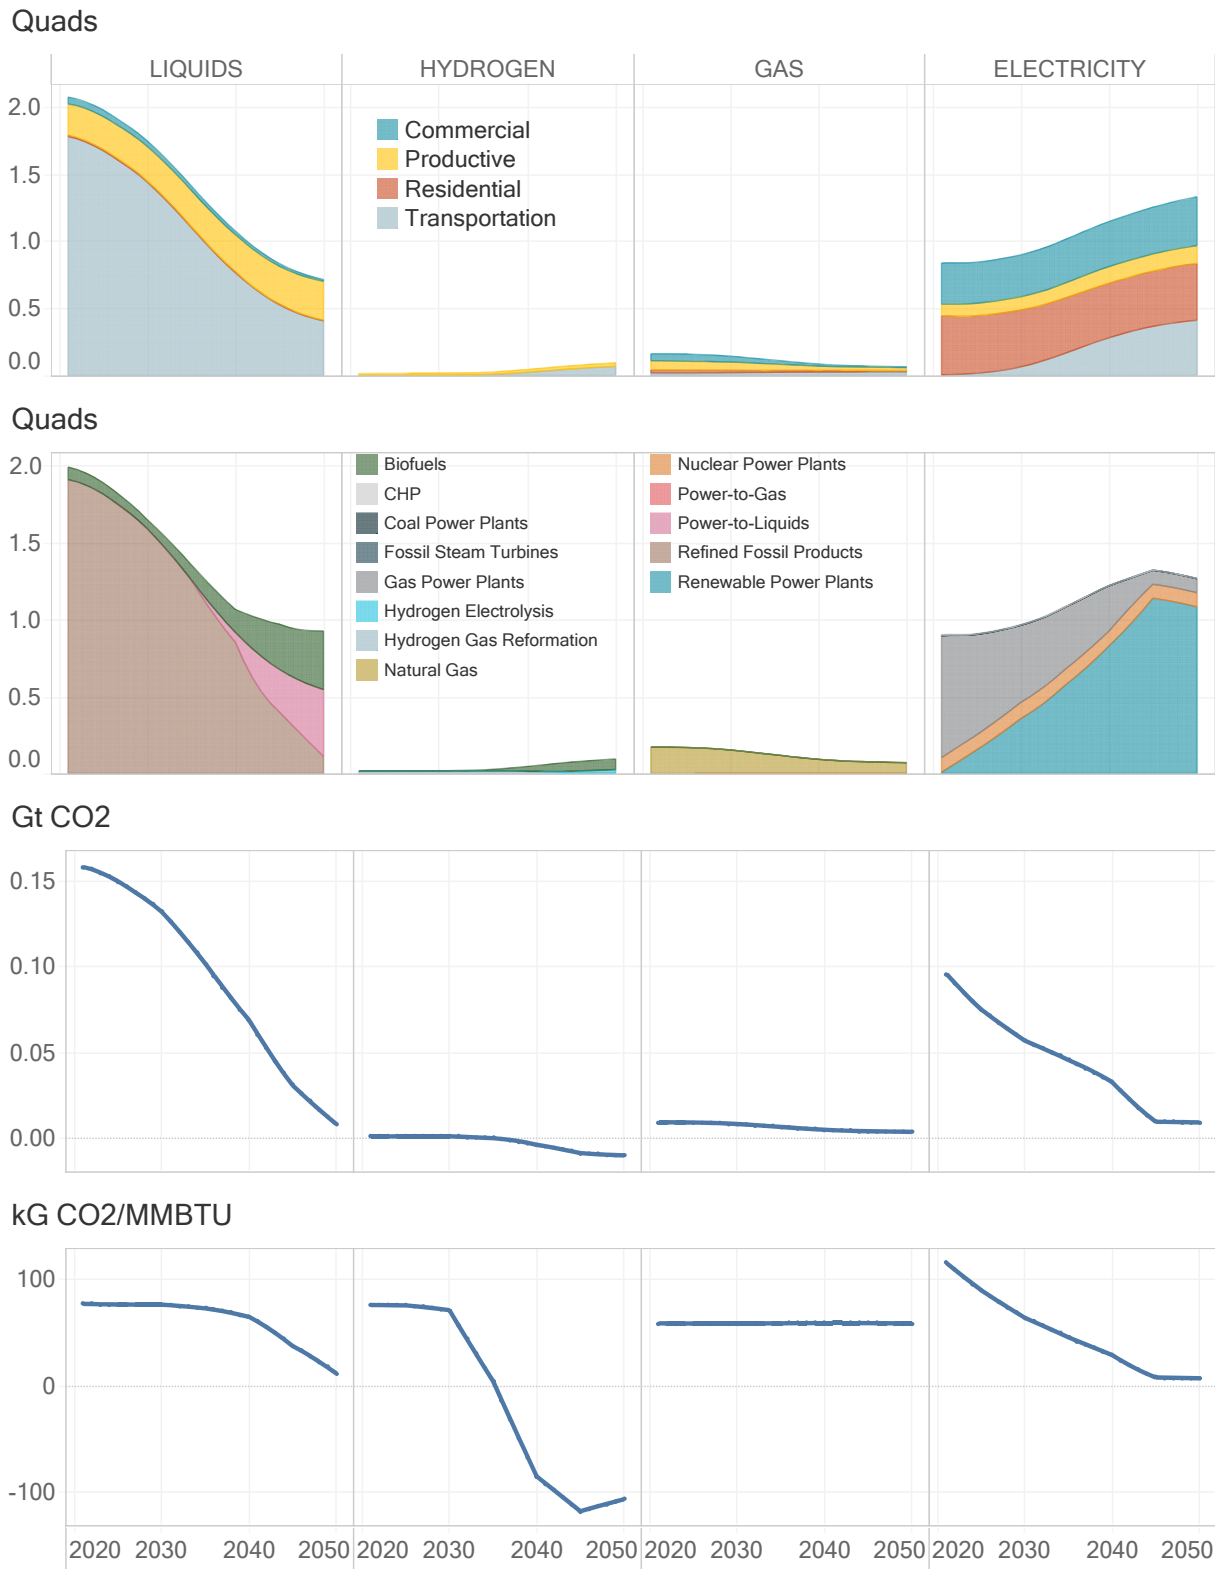 Quads
LIQUIDS HYDROGEN GAS ELECTRICITY
2.0
1.5
1.0
0.5
0.0
Commercial
Productive
Residential
Transportation
Quads
2.0
1.5
1.0
0.5
0.0
Biofuels
CHP
Coal Power Plants
Fossil Steam Turbines
Gas Power Plants
Hydrogen Electrolysis
Hydrogen Gas Reformation
Natural Gas
Nuclear Power Plants
Power-to-Gas
Power-to-Liquids
Refined Fossil Products
Renewable Power Plants
Gt CO2
0.15
0.10
0.05
0.00
kG CO2/MMBTU
100
0
-100
2020 2030 2040 2050 2020 2030 2040 2050 2020 2030 2040 2050 2020 2030 2040 2050